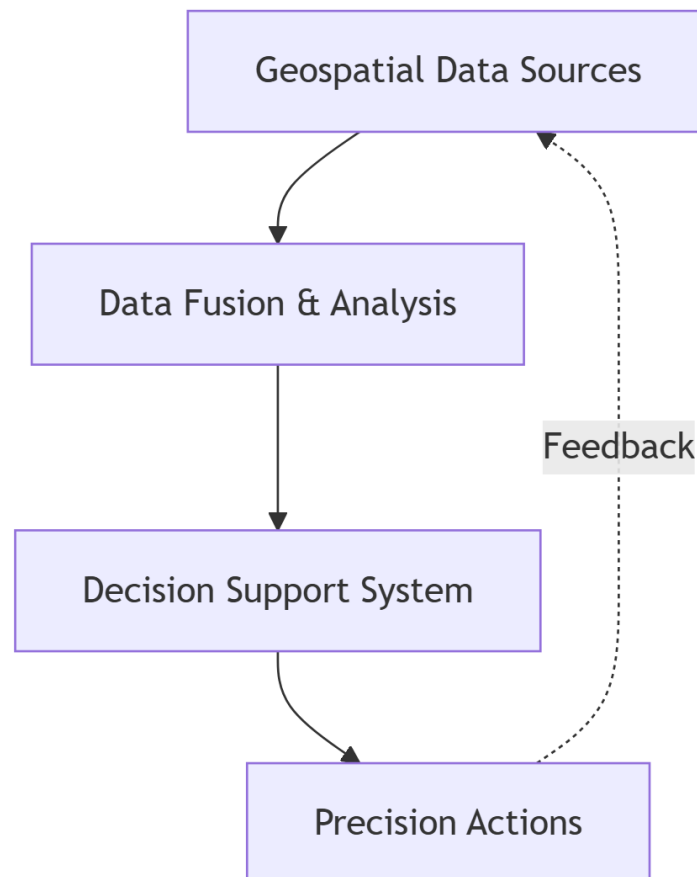 Geospatial Data Sources
Data Fusion & Analysis
Feedback
Decision Support System
Precision Actions